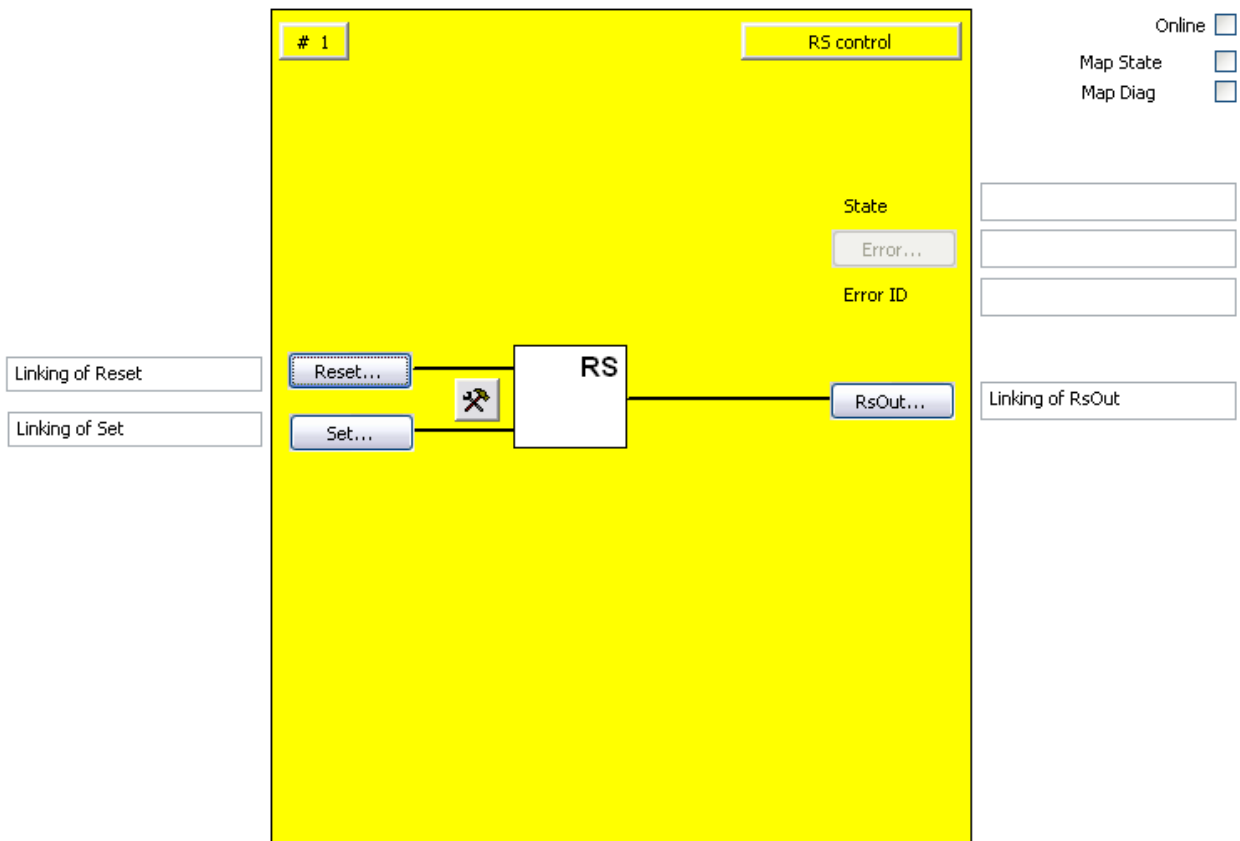 # 1
RS control
Online
Map State
Map Diag
State
Error...
Error ID
Linking of Reset
Reset...
RS
RsOut...
Linking of RsOut
Linking of Set
Set...